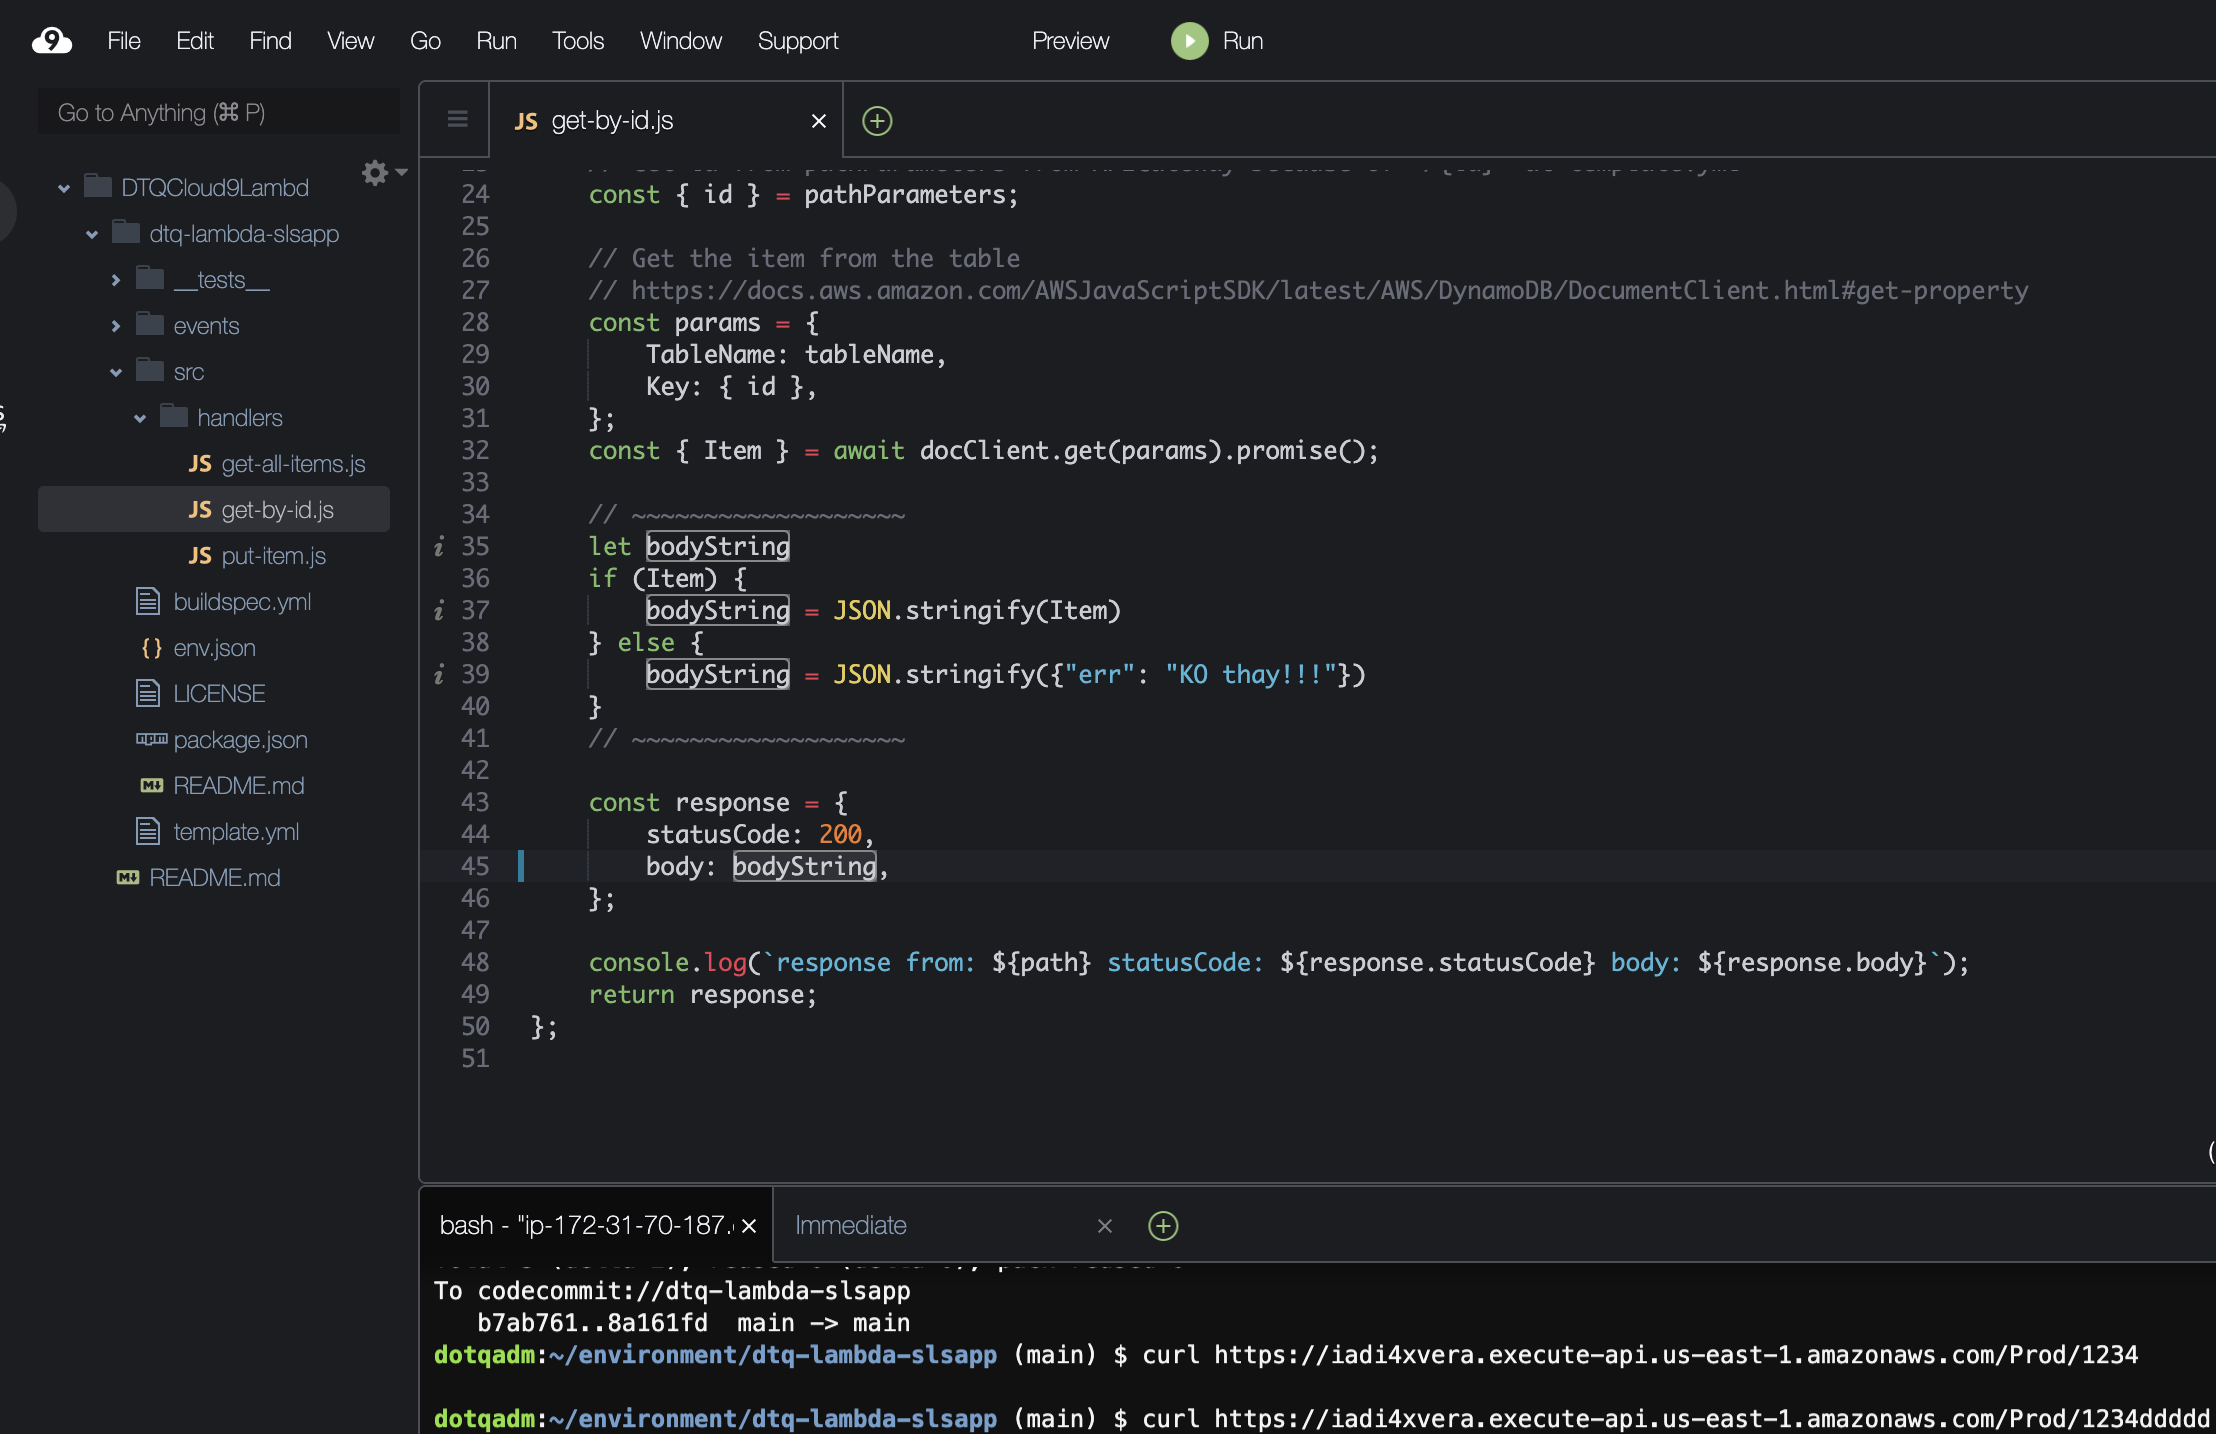 File Edit Find View Go Run Tools Window Support Preview Run
Go to Anything (⌘ P)
DTQCloud9Lambd
dtq-lambda-slsapp
__tests__
events
src
handlers
JS get-all-items.js
JS get-by-id.js
JS put-item.js
buildspec.yml
{} env.json
LICENSE
package.json
README.md
template.yml
README.md
JS get-by-id.js
24 const { id } = pathParameters;
25
26 // Get the item from the table
27 // https://docs.aws.amazon.com/AWSJavaScriptSDK/latest/AWS/DynamoDB/DocumentClient.html#get-property
28 const params = {
29 TableName: tableName,
30 Key: { id },
31 };
32 const { Item } = await docClient.get(params).promise();
33
34 // ~~~~~~~~~~~~~~~~~~~
i 35 let bodyString
36 if (Item) {
i 37 bodyString = JSON.stringify(Item)
38 } else {
i 39 bodyString = JSON.stringify({"err": "KO thay!!!"})
40 }
41 // ~~~~~~~~~~~~~~~~~~~
42
43 const response = {
44 statusCode: 200,
45 body: bodyString,
46 };
47
48 console.log(`response from: ${path} statusCode: ${response.statusCode} body: ${response.body}`);
49 return response;
50 };
51
bash - "ip-172-31-70-187. Immediate
To codecommit://dtq-lambda-slsapp
b7ab761..8a161fd main -> main
dotqadm:~/environment/dtq-lambda-slsapp (main) $ curl https://iadi4xvera.execute-api.us-east-1.amazonaws.com/Prod/1234
dotqadm:~/environment/dtq-lambda-slsapp (main) $ curl https://iadi4xvera.execute-api.us-east-1.amazonaws.com/Prod/1234ddddd